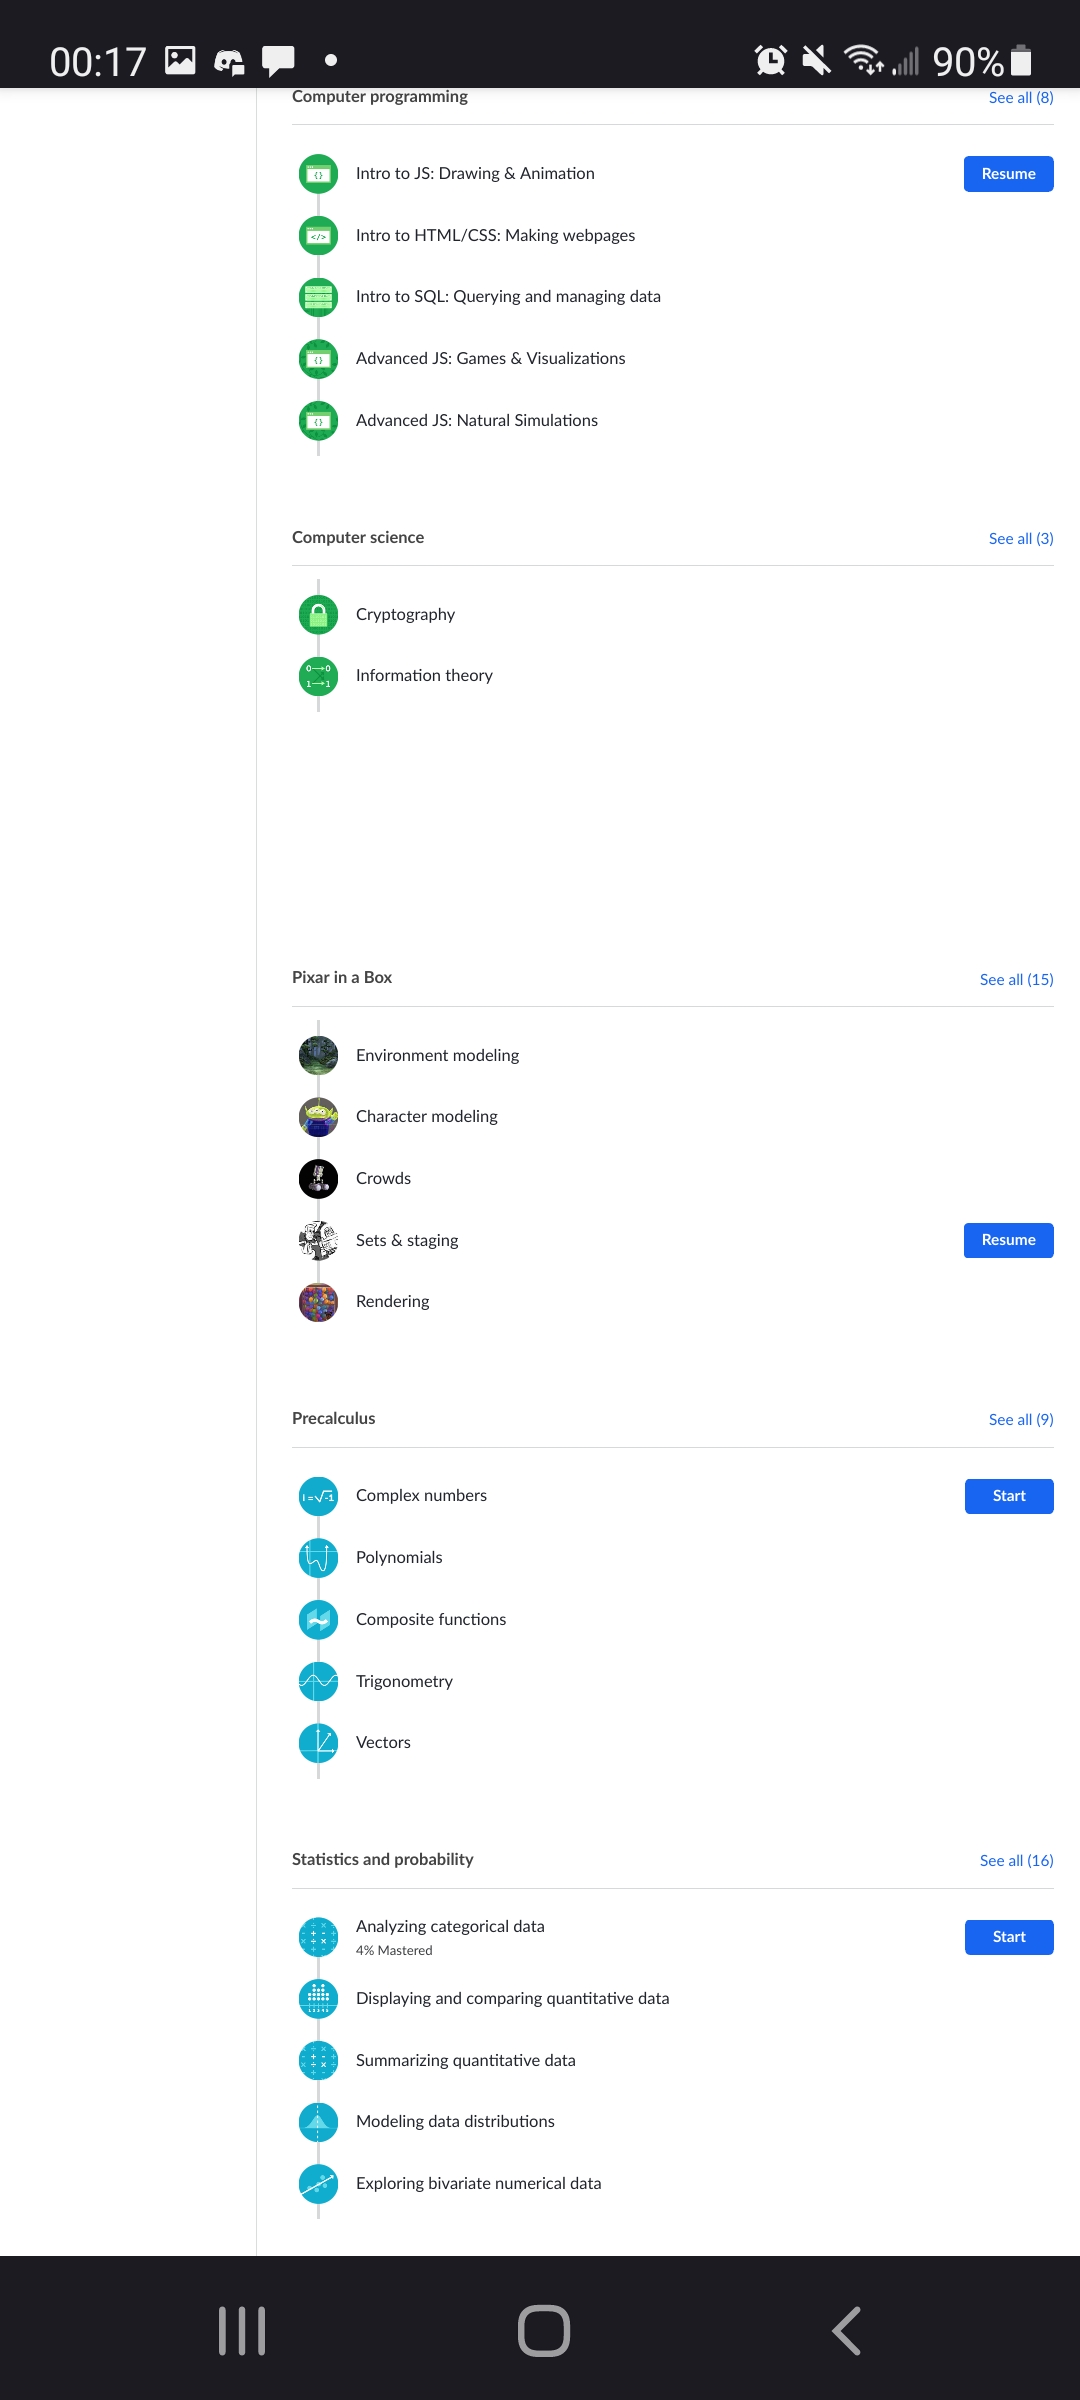 00:17
90%
Computer programming
See all (8)
Intro to JS: Drawing & Animation
Resume
Intro to HTML/CSS: Making webpages
Intro to SQL: Querying and managing data
Advanced JS: Games & Visualizations
Advanced JS: Natural Simulations
Computer science
See all (3)
Cryptography
Information theory
Pixar in a Box
See all (15)
Environment modeling
Character modeling
Crowds
Sets & staging
Resume
Rendering
Precalculus
See all (9)
Complex numbers
Start
Polynomials
Composite functions
Trigonometry
Vectors
Statistics and probability
See all (16)
Analyzing categorical data
4% Mastered
Start
Displaying and comparing quantitative data
Summarizing quantitative data
Modeling data distributions
Exploring bivariate numerical data